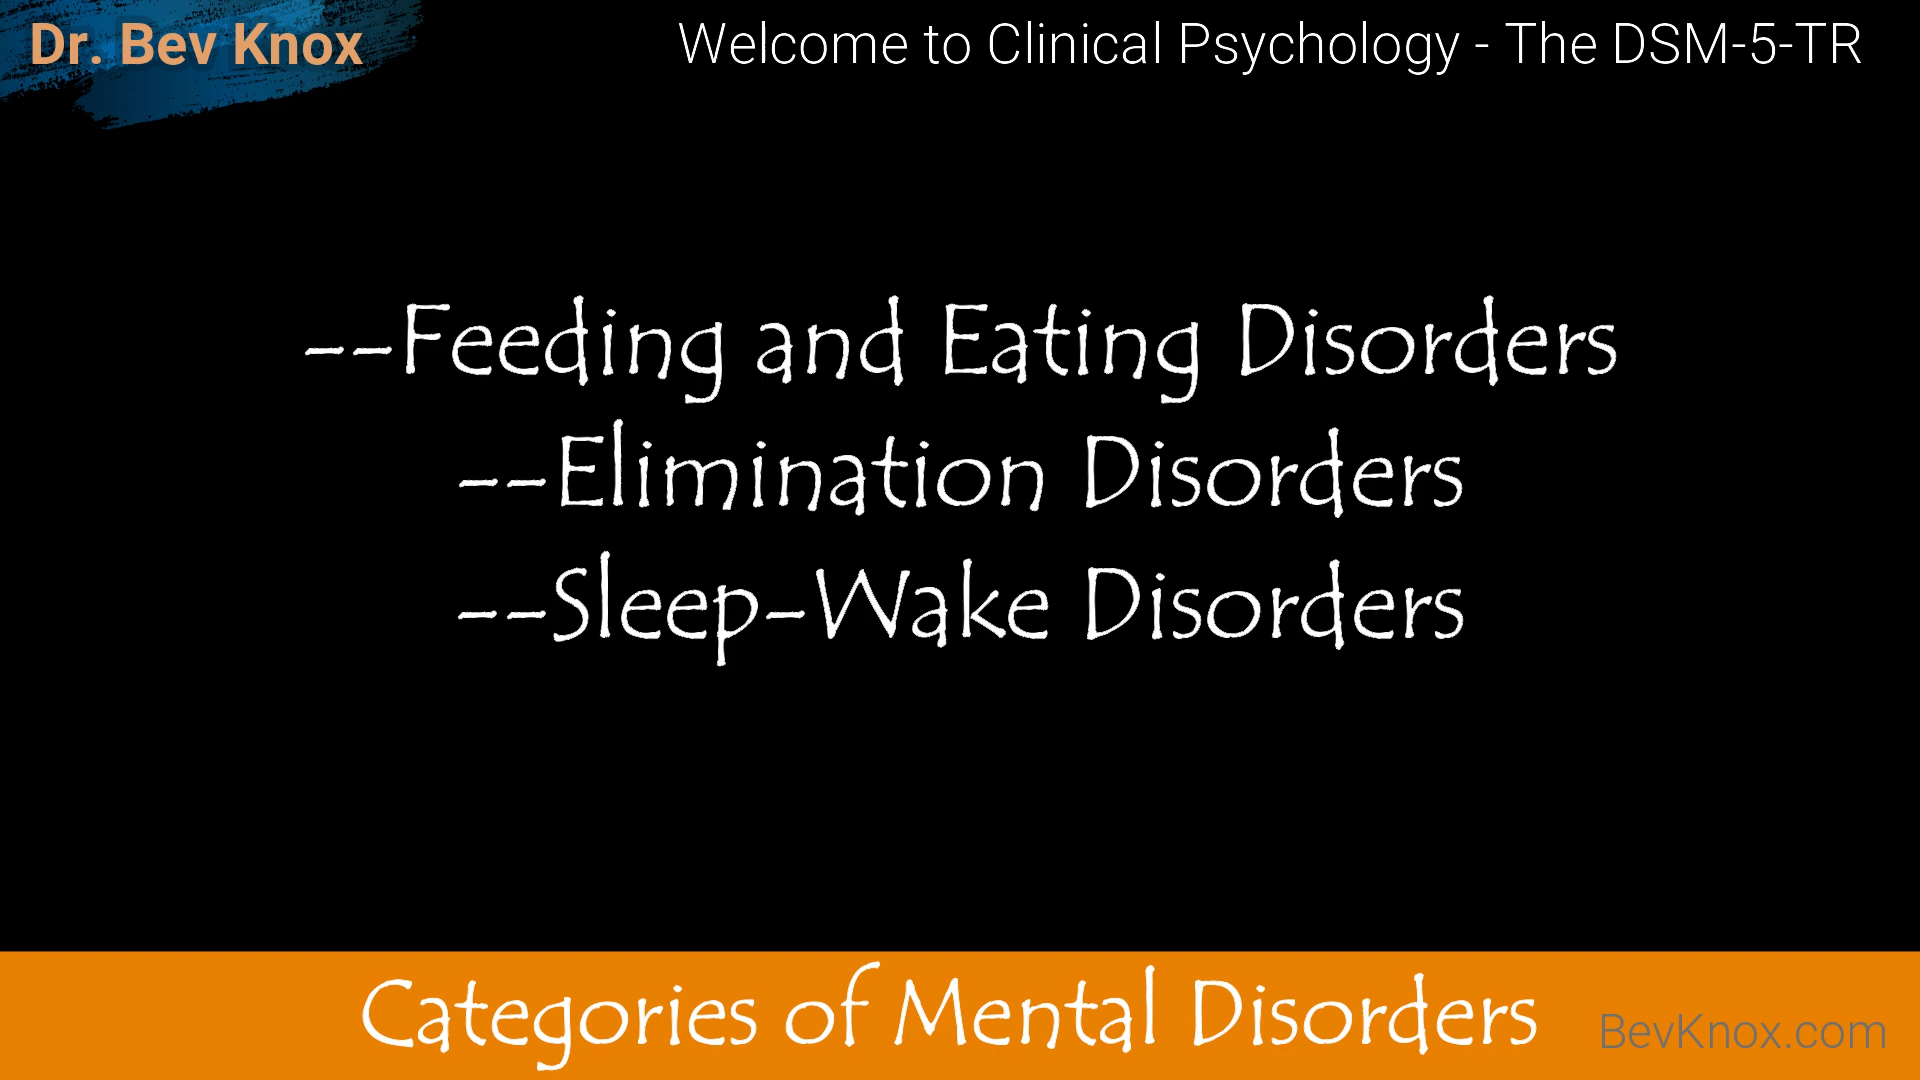 Dr. Bev Knox
Welcome to Clinical Psychology - The DSM-5-TR
--Feeding and Eating Disorders
--Elimination Disorders
--Sleep-Wake Disorders
Categories of Mental Disorders
BevKnox.com